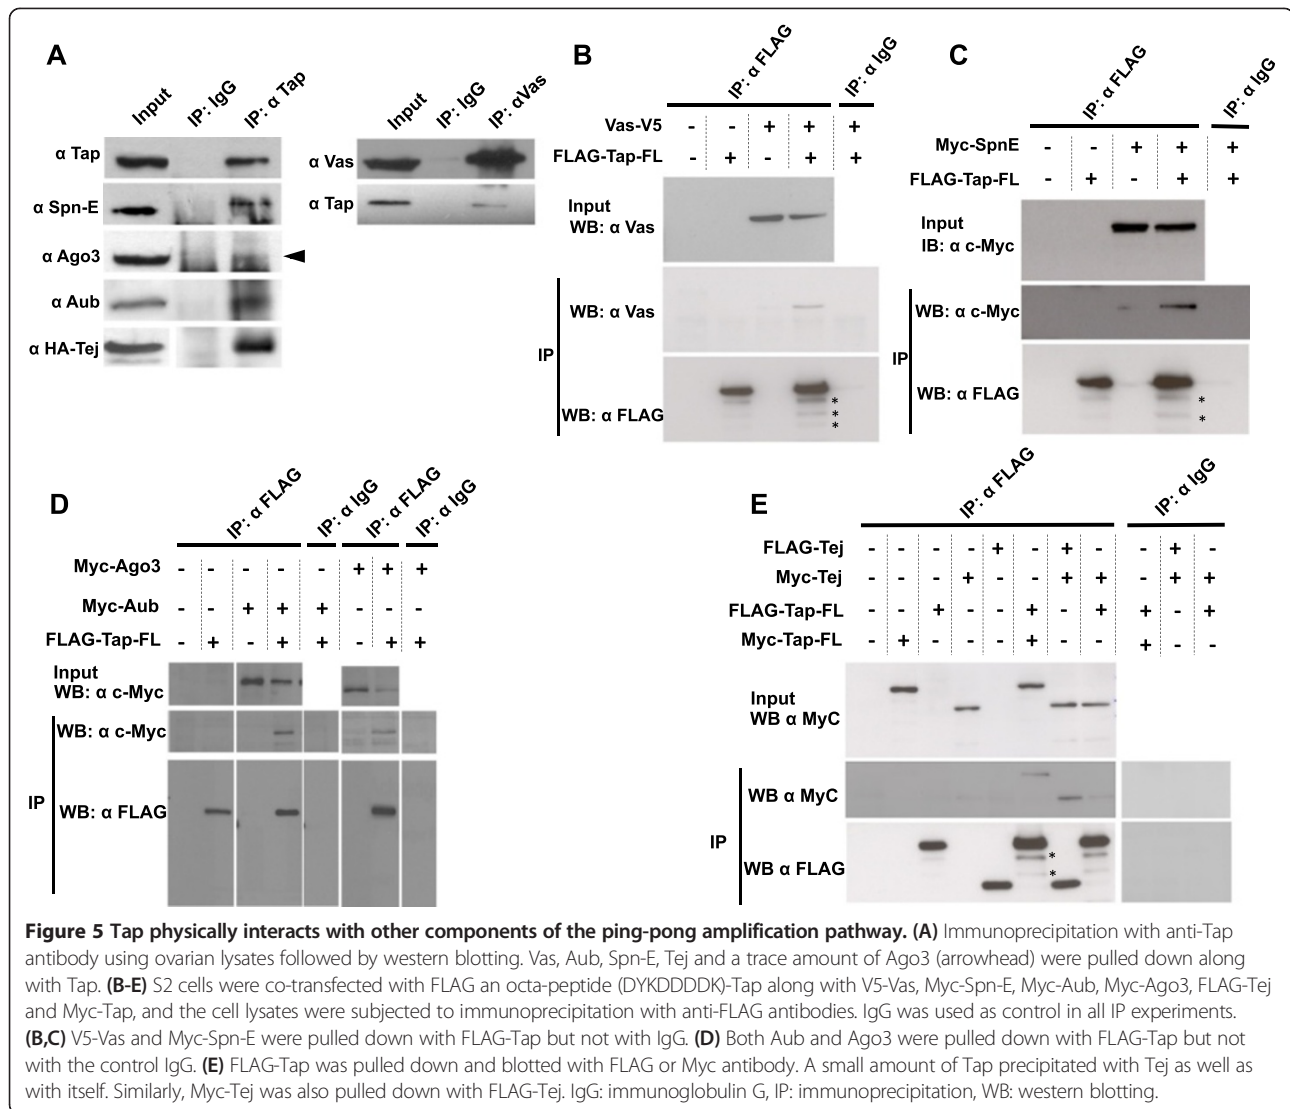 A
Input
IP: IgG
IP: α Tap
α Tap
α Spn-E
α Ago3
α Aub
α HA-Tej
Input
IP: IgG
IP: αVas
α Vas
α Tap
B
IP: α FLAG
IP: α IgG
Vas-V5 - - + + +
FLAG-Tap-FL - + - + +
Input
WB: α Vas
IP
WB: α Vas
WB: α FLAG
*
*
*
C
IP: α FLAG
IP: α IgG
Myc-SpnE - - + + +
FLAG-Tap-FL - + - + +
Input
IB: α c-Myc
IP
WB: α c-Myc
WB: α FLAG
*
*
D
IP: α FLAG
IP: α IgG
IP: α FLAG
IP: α IgG
Myc-Ago3 - - - - - + + +
Myc-Aub - - + + + - - -
FLAG-Tap-FL - + - + + - + +
Input
WB: α c-Myc
IP
WB: α c-Myc
WB: α FLAG
E
IP: α FLAG
IP: α IgG
FLAG-Tej - - - - + - + - - + -
Myc-Tej - - - + - - + + - + +
FLAG-Tap-FL - - + - - + - + + - +
Myc-Tap-FL - + - - - + - - + - -
Input
WB α MyC
IP
WB α MyC
WB α FLAG
*
*
Figure 5 Tap physically interacts with other components of the ping-pong amplification pathway. (A) Immunoprecipitation with anti-Tap
antibody using ovarian lysates followed by western blotting. Vas, Aub, Spn-E, Tej and a trace amount of Ago3 (arrowhead) were pulled down along
with Tap. (B-E) S2 cells were co-transfected with FLAG an octa-peptide (DYKDDDDK)-Tap along with V5-Vas, Myc-Spn-E, Myc-Aub, Myc-Ago3, FLAG-Tej
and Myc-Tap, and the cell lysates were subjected to immunoprecipitation with anti-FLAG antibodies. IgG was used as control in all IP experiments.
(B,C) V5-Vas and Myc-Spn-E were pulled down with FLAG-Tap but not with IgG. (D) Both Aub and Ago3 were pulled down with FLAG-Tap but not
with the control IgG. (E) FLAG-Tap was pulled down and blotted with FLAG or Myc antibody. A small amount of Tap precipitated with Tej as well as
with itself. Similarly, Myc-Tej was also pulled down with FLAG-Tej. IgG: immunoglobulin G, IP: immunoprecipitation, WB: western blotting.